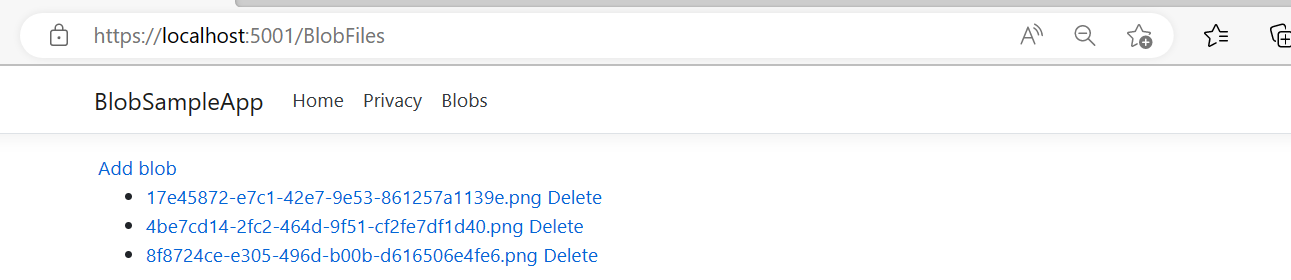 https://localhost:5001/BlobFiles
BlobSampleApp Home Privacy Blobs
Add blob
17e45872-e7c1-42e7-9e53-861257a1139e.png Delete
4be7cd14-2fc2-464d-9f51-cf2fe7df1d40.png Delete
8f8724ce-e305-496d-b00b-d616506e4fe6.png Delete